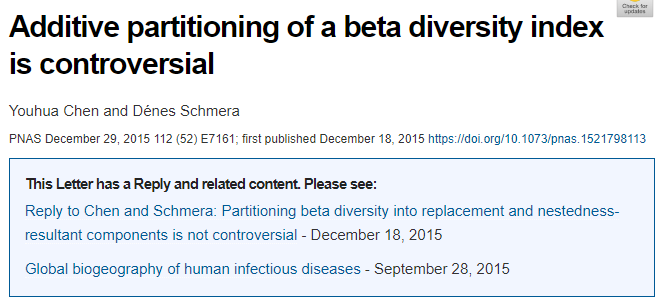 Check for
updates
Additive partitioning of a beta diversity index
is controversial
Youhua Chen and Dénes Schmera
PNAS December 29, 2015 112 (52) E7161; first published December 18, 2015 https://doi.org/10.1073/pnas.1521798113
This Letter has a Reply and related content. Please see:
Reply to Chen and Schmera: Partitioning beta diversity into replacement and nestedness-
resultant components is not controversial - December 18, 2015
Global biogeography of human infectious diseases - September 28, 2015